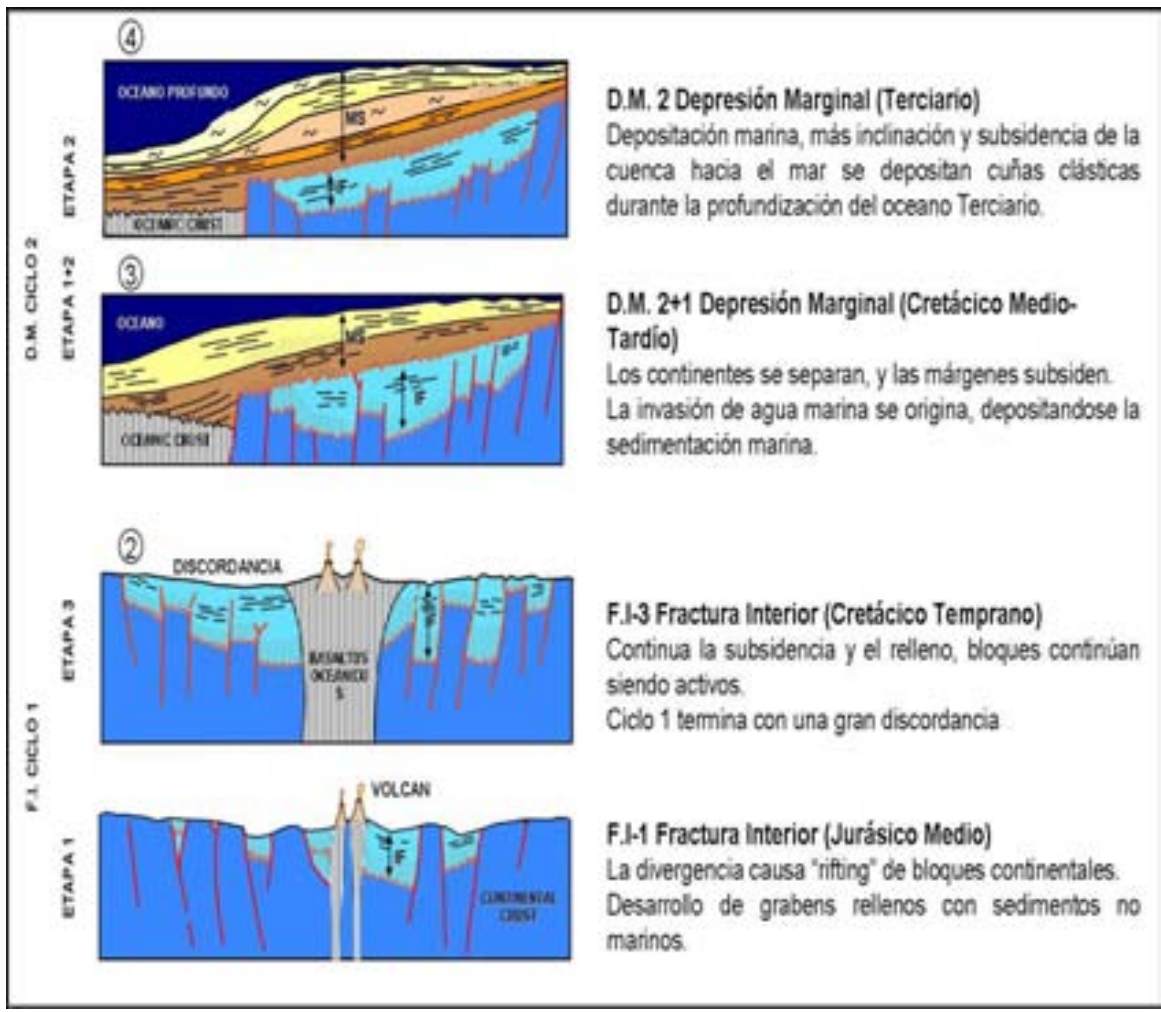 ④
OCEANO PROFUNDO
MS
IF
OCEANIC CRUST
ETAPA 2
D.M. 2 Depresión Marginal (Terciario)
Depositación marina, más inclinación y subsidencia de la
cuenca hacia el mar se depositan cuñas clásticas
durante la profundización del oceano Terciario.
D.M. CICLO 2
③
OCEANO
MS
IF
IF
OCEANIC CRUST
ETAPA 1+2
D.M. 2+1 Depresión Marginal (Cretácico Medio-
Tardío)
Los continentes se separan, y las márgenes subsiden.
La invasión de agua marina se origina, depositandose la
sedimentación marina.
②
DISCORDANCIA
BASALTOS
OCEANICO
S
ETAPA 3
F.I-3 Fractura Interior (Cretácico Temprano)
Continua la subsidencia y el relleno, bloques continúan
siendo activos.
Ciclo 1 termina con una gran discordancia
F.I. CICLO 1
VOLCAN
IF
CONTINENTAL
CRUST
ETAPA 1
F.I-1 Fractura Interior (Jurásico Medio)
La divergencia causa "rifting" de bloques continentales.
Desarrollo de grabens rellenos con sedimentos no
marinos.